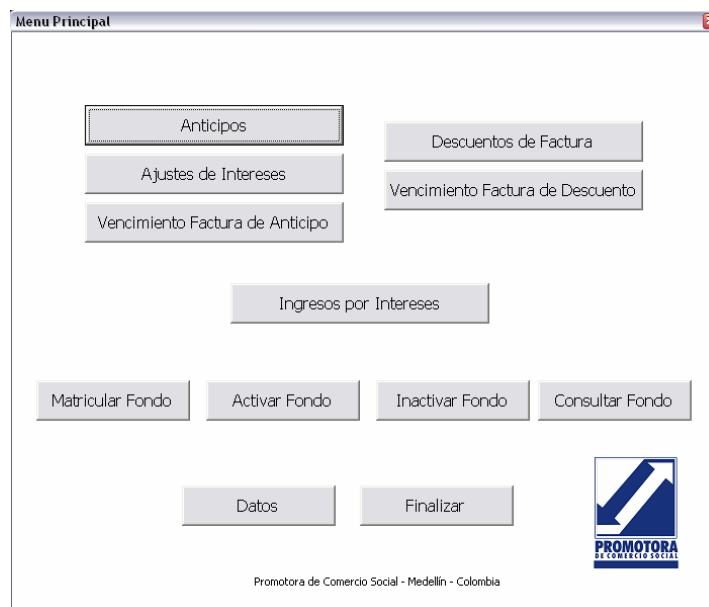 Menu Principal
Anticipos
Descuentos de Factura
Ajustes de Intereses
Vencimiento Factura de Descuento
Vencimiento Factura de Anticipo
Ingresos por Intereses
Matricular Fondo
Activar Fondo
Inactivar Fondo
Consultar Fondo
Datos
Finalizar
PROMOTORA
DE COMERCIO SOCIAL
Promotora de Comercio Social - Medellín - Colombia